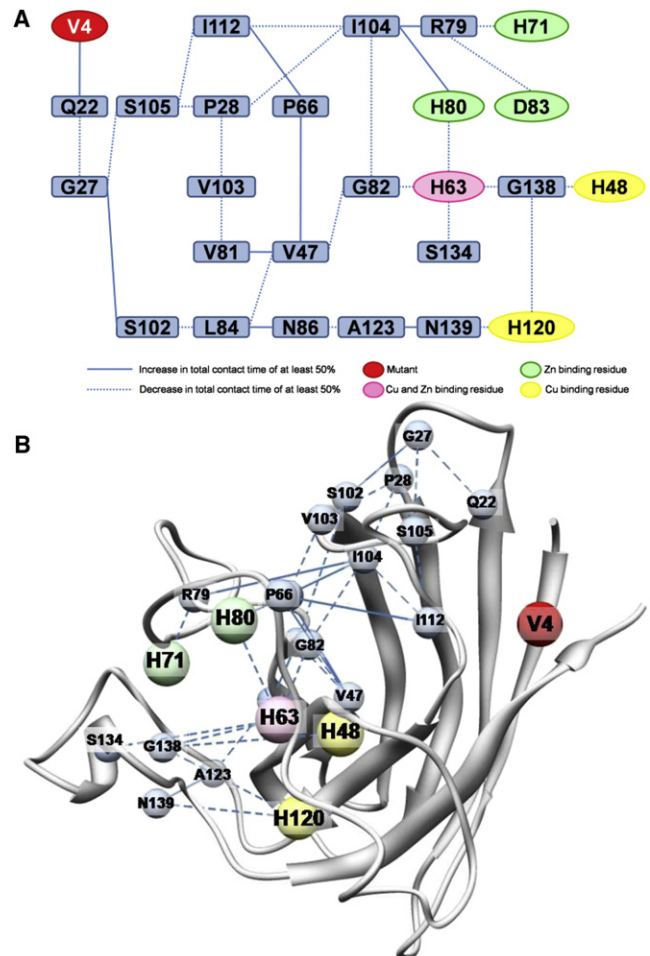 A
V4 I112 I104 R79 H71
Q22 S105 P28 P66 H80 D83
G27 V103 G82 H63 G138 H48
V81 V47 S134
S102 L84 N86 A123 N139 H120
Increase in total contact time of at least 50% Mutant Zn binding residue
Decrease in total contact time of at least 50% Cu and Zn binding residue Cu binding residue
B
G27
P28
S102
Q22
V103
S105
I104
R79 P66
H80 I112 V4
G82
H71
V47
H63
H48
S134 G138
A123
N139
H120